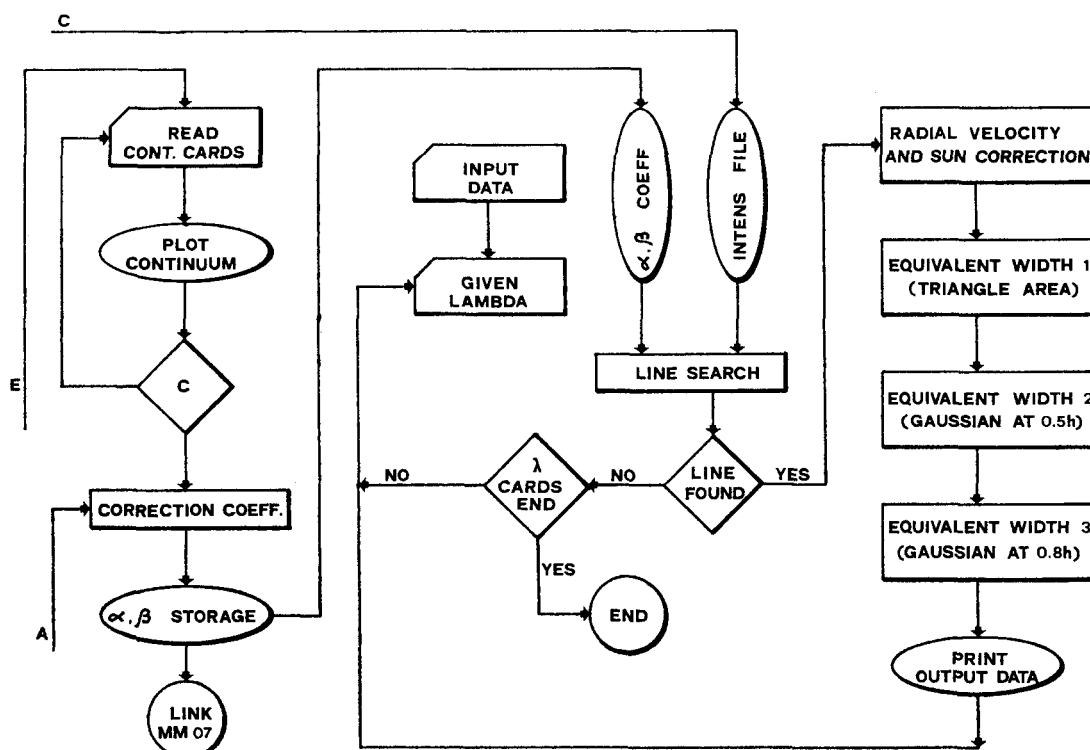 C
READ
CONT. CARDS
PLOT
CONTINUUM
C
E
CORRECTION COEFF.
α,β STORAGE
A
LINK
MM 07
INPUT
DATA
GIVEN
LAMBDA
α,β COEFF
INTENS FILE
LINE SEARCH
LINE
FOUND
NO
YES
λ
CARDS
END
NO
YES
END
RADIAL VELOCITY
AND SUN CORRECTION
EQUIVALENT WIDTH 1
(TRIANGLE AREA)
EQUIVALENT WIDTH 2
(GAUSSIAN AT 0.5h)
EQUIVALENT WIDTH 3
(GAUSSIAN AT 0.8h)
PRINT
OUTPUT DATA